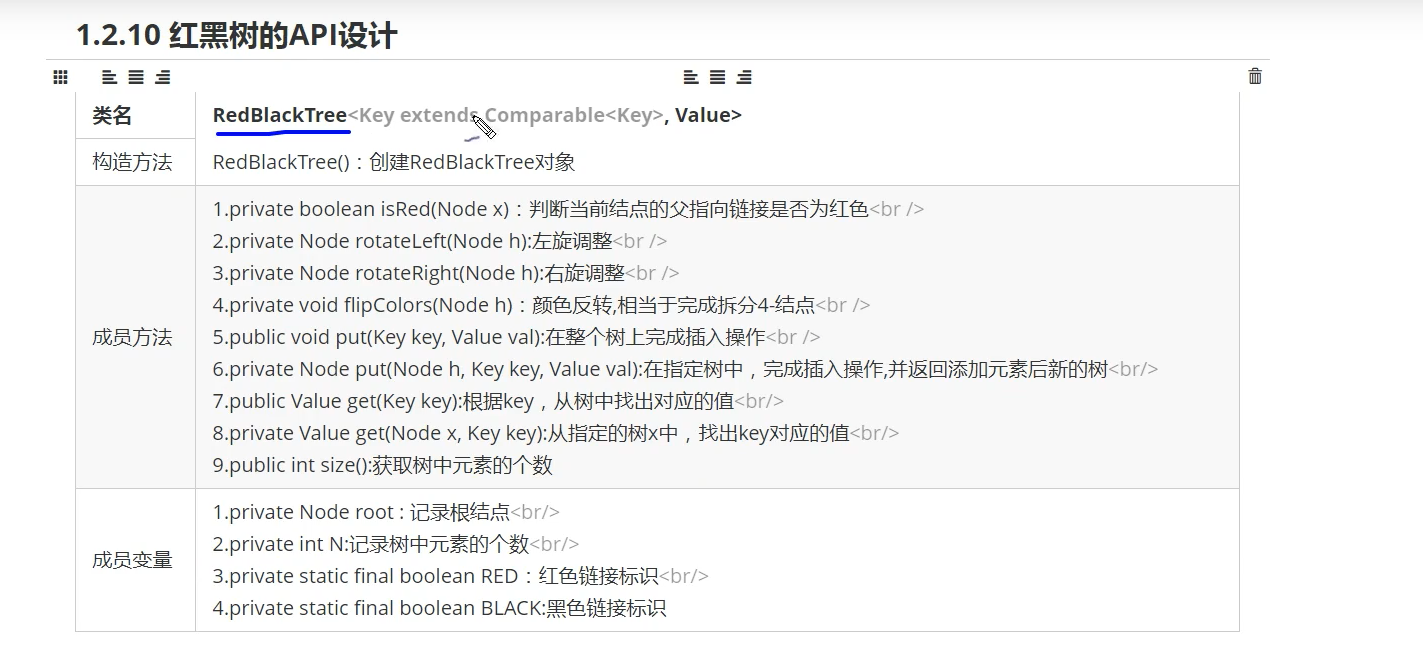 1.2.10 红黑树的API设计
类名 RedBlackTree<Key extends Comparable<Key>, Value>
构造方法 RedBlackTree()：创建RedBlackTree对象
成员方法
1.private boolean isRed(Node x)：判断当前结点的父指向链接是否为红色<br />
2.private Node rotateLeft(Node h):左旋调整<br />
3.private Node rotateRight(Node h):右旋调整<br />
4.private void flipColors(Node h)：颜色反转,相当于完成拆分4-结点<br />
5.public void put(Key key, Value val):在整个树上完成插入操作<br />
6.private Node put(Node h, Key key, Value val):在指定树中，完成插入操作,并返回添加元素后新的树<br/>
7.public Value get(Key key):根据key，从树中找出对应的值<br/>
8.private Value get(Node x, Key key):从指定的树x中，找出key对应的值<br/>
9.public int size():获取树中元素的个数
成员变量
1.private Node root : 记录根结点<br/>
2.private int N:记录树中元素的个数<br/>
3.private static final boolean RED：红色链接标识<br/>
4.private static final boolean BLACK:黑色链接标识